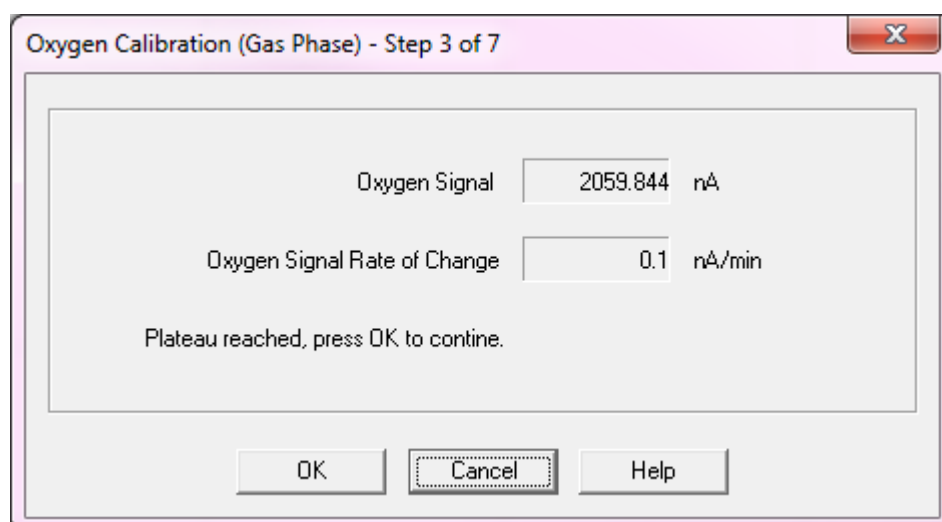 Oxygen Calibration (Gas Phase) - Step 3 of 7
Oxygen Signal 2059.844 nA
Oxygen Signal Rate of Change 0.1 nA/min
Plateau reached, press OK to contine.
OK Cancel Help